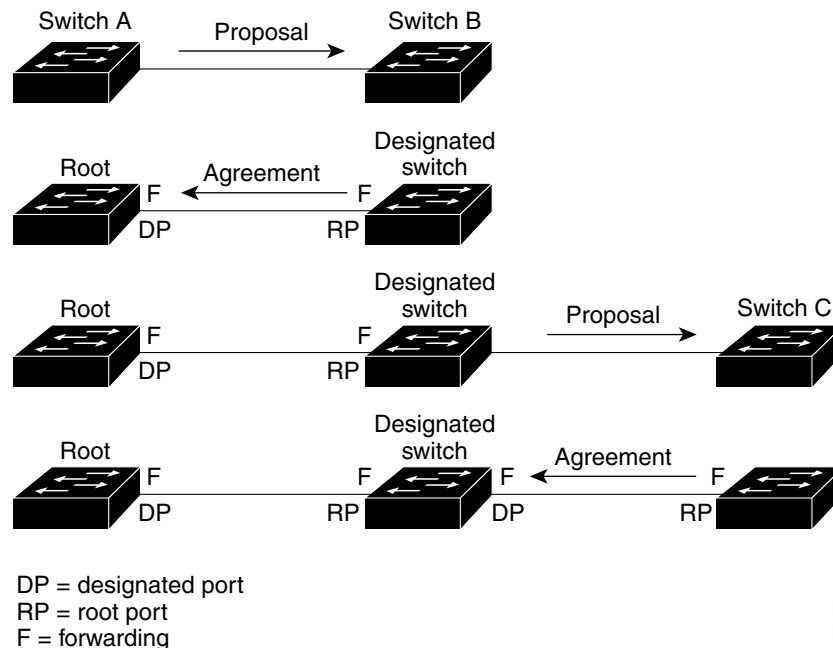 Switch A
Proposal
Switch B
Root
F
Agreement
F
Designated
switch
DP
RP
Root
F
Designated
switch
F
Proposal
Switch C
DP
RP
Root
F
Designated
switch
F
F
Agreement
F
DP
RP
DP
RP
DP = designated port
RP = root port
F = forwarding